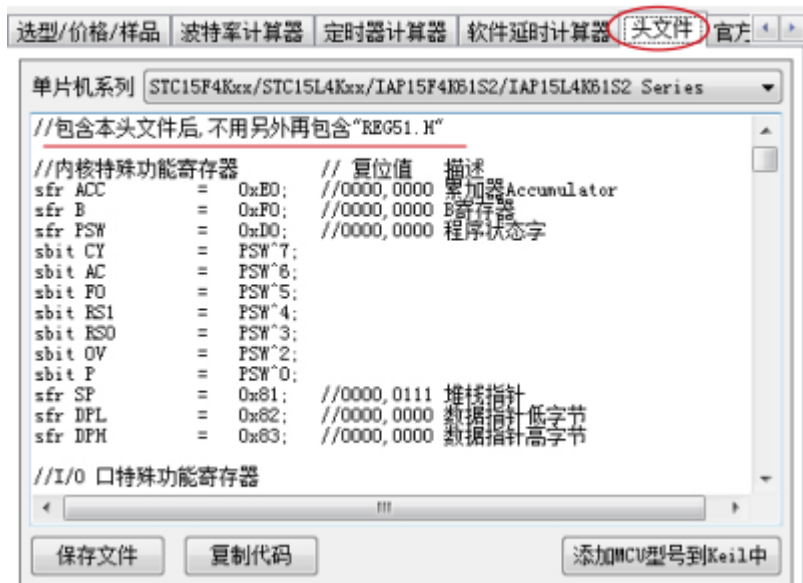 选型/价格/样品 波特率计算器 定时器计算器 软件延时计算器 头文件 官方
单片机系列 STC15F4Kxx/STC15L4Kxx/IAP15F4K61S2/IAP15L4K61S2 Series
//包含本头文件后,不用另外再包含"REG51.H"
//内核特殊功能寄存器 // 复位值 描述
sfr ACC = 0xE0; //0000,0000 累加器Accumulator
sfr B = 0xF0; //0000,0000 B寄存器
sfr PSW = 0xD0; //0000,0000 程序状态字
sbit CY = PSW^7;
sbit AC = PSW^6;
sbit F0 = PSW^5;
sbit RS1 = PSW^4;
sbit RS0 = PSW^3;
sbit OV = PSW^2;
sbit P = PSW^0;
sfr SP = 0x81; //0000,0111 堆栈指针
sfr DPL = 0x82; //0000,0000 数据指针低字节
sfr DPH = 0x83; //0000,0000 数据指针高字节
//I/O 口特殊功能寄存器
保存文件 复制代码 添加MCU型号到Keil中